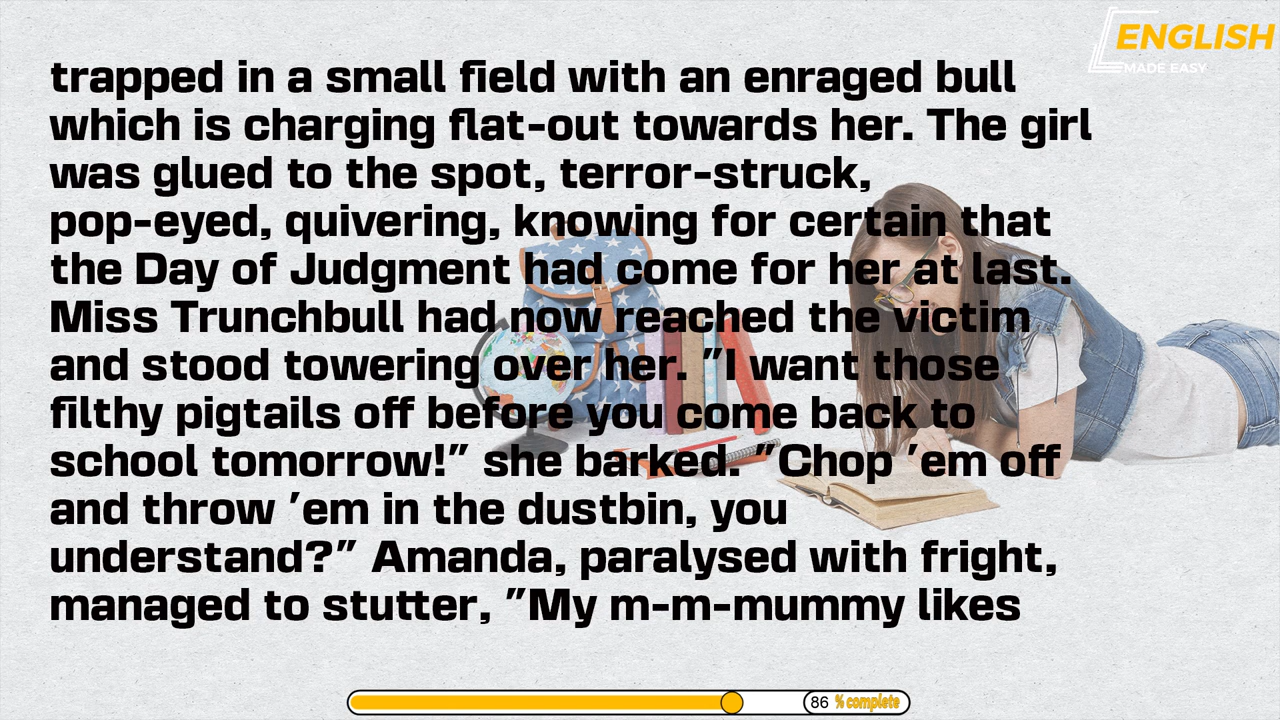 ENGLISH
MADE EASY
trapped in a small field with an enraged bull
which is charging flat-out towards her. The girl
was glued to the spot, terror-struck,
pop-eyed, quivering, knowing for certain that
the Day of Judgment had come for her at last.
Miss Trunchbull had now reached the victim
and stood towering over her. "I want those
filthy pigtails off before you come back to
school tomorrow!" she barked. "Chop 'em off
and throw 'em in the dustbin, you
understand?" Amanda, paralysed with fright,
managed to stutter, "My m-m-mummy likes
86 % complete